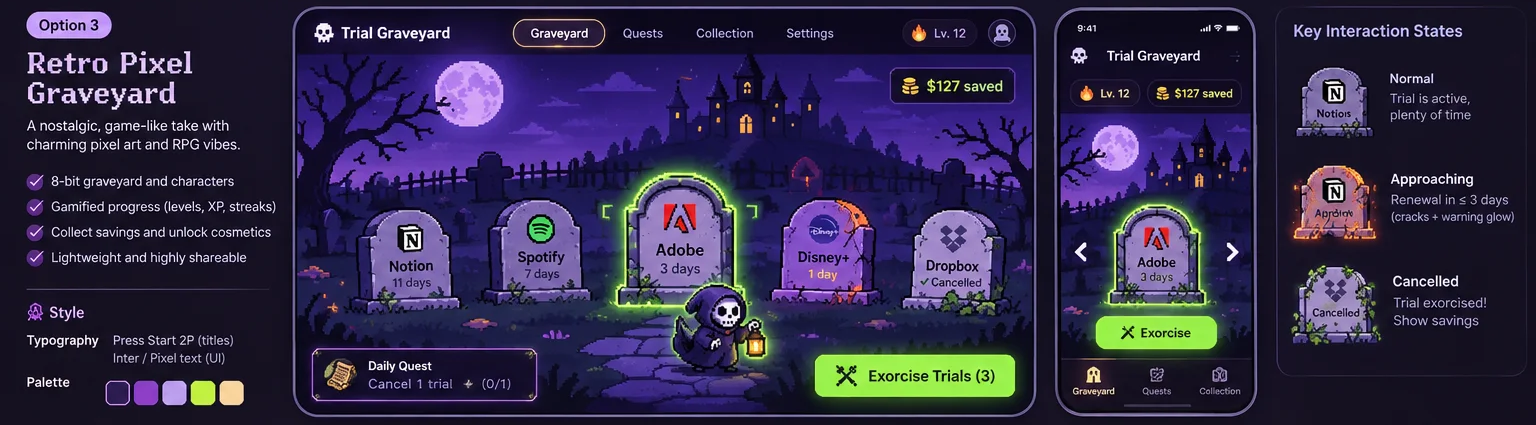 Option 3
Retro Pixel
Graveyard
A nostalgic, game-like take with
charming pixel art and RPG vibes.
8-bit graveyard and characters
Gamified progress (levels, XP, streaks)
Collect savings and unlock cosmetics
Lightweight and highly shareable
Style
Typography
Press Start 2P (titles)
Inter / Pixel text (UI)
Palette
Trial Graveyard
Graveyard
Quests
Collection
Settings
Lv. 12
$127 saved
N
Notion
11 days
Spotify
7 days
Adobe
3 days
Disney+
Disney+
1 day
Dropbox
✓ Cancelled
Daily Quest
Cancel 1 trial
(0/1)
Exorcise Trials (3)
9:41
Trial Graveyard
Lv. 12
$127 saved
Adobe
3 days
Exorcise
Graveyard
Quests
Collection
Key Interaction States
N
Normal
Trial is active,
plenty of time
N
Approaching
Renewal in ≤ 3 days
(cracks + warning glow)
Cancelled
Cancelled
Trial exorcised!
Show savings